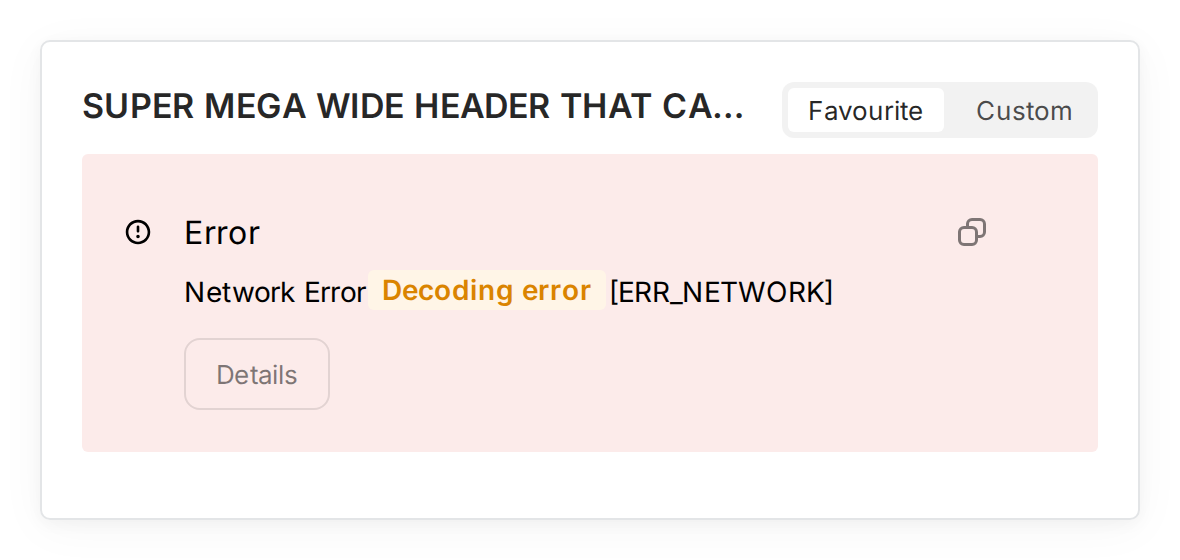 SUPER MEGA WIDE HEADER THAT CA...
Favourite Custom
Error
Network Error Decoding error [ERR_NETWORK]
Details